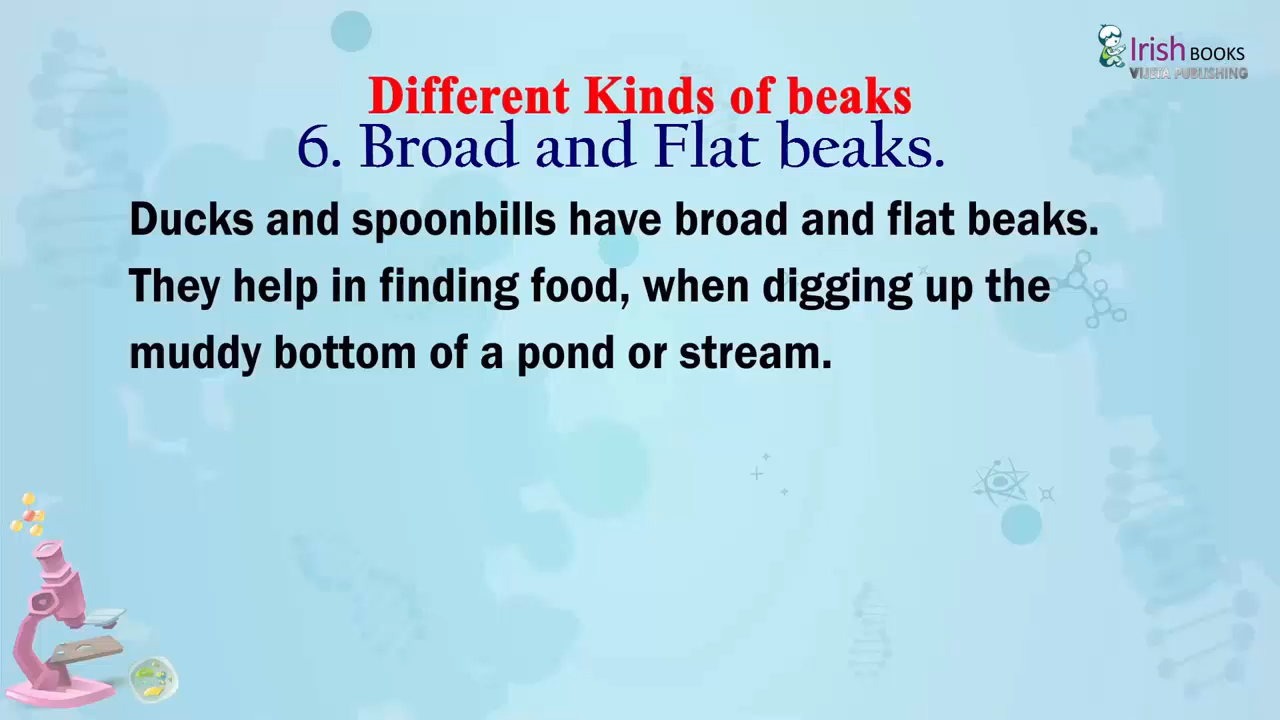 Irish BOOKS
VIJETA PUBLISHING
Different Kinds of beaks
6. Broad and Flat beaks.
Ducks and spoonbills have broad and flat beaks.
They help in finding food, when digging up the
muddy bottom of a pond or stream.